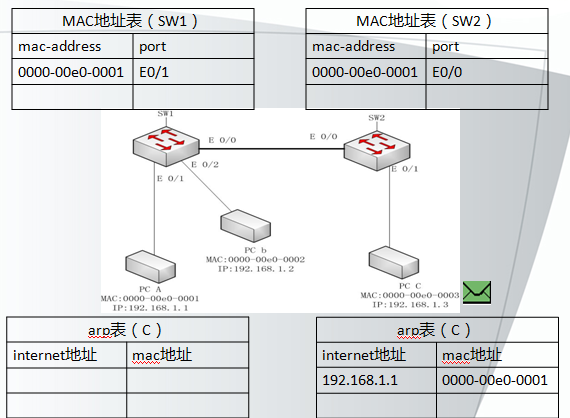 MAC地址表（SW1）
mac-address port
0000-00e0-0001 E0/1
MAC地址表（SW2）
mac-address port
0000-00e0-0001 E0/0
SW1
SW2
E 0/0
E 0/0
E 0/2
E 0/1
E 0/1
PC b
MAC:0000-00e0-0002
IP:192.168.1.2
PC A
MAC:0000-00e0-0001
IP:192.168.1.1
PC C
MAC:0000-00e0-0003
IP:192.168.1.3
arp表（C）
internet地址 mac地址
arp表（C）
internet地址 mac地址
192.168.1.1 0000-00e0-0001